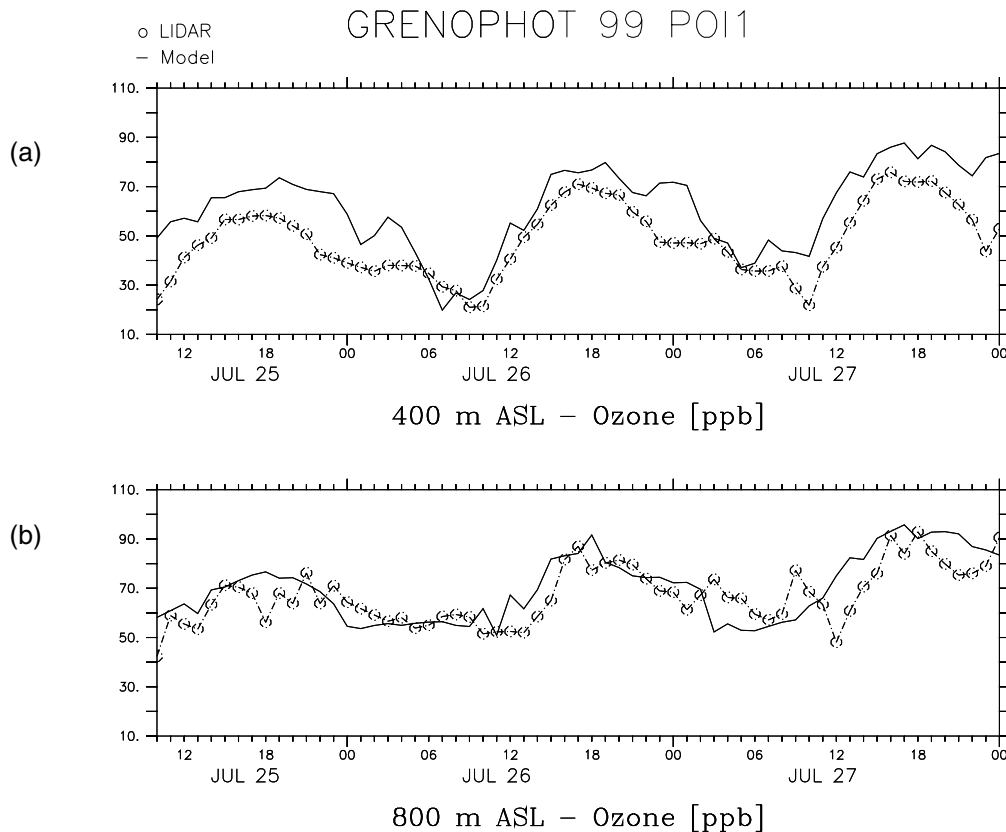 GRENOPHOT 99 POI1
o LIDAR
– Model
(a)
110.
90.
70.
50.
30.
10.
12 18 00 06 12 18 00 06 12 18 00
JUL 25 JUL 26 JUL 27
400 m ASL – Ozone [ppb]
(b)
110.
90.
70.
50.
30.
10.
12 18 00 06 12 18 00 06 12 18 00
JUL 25 JUL 26 JUL 27
800 m ASL – Ozone [ppb]